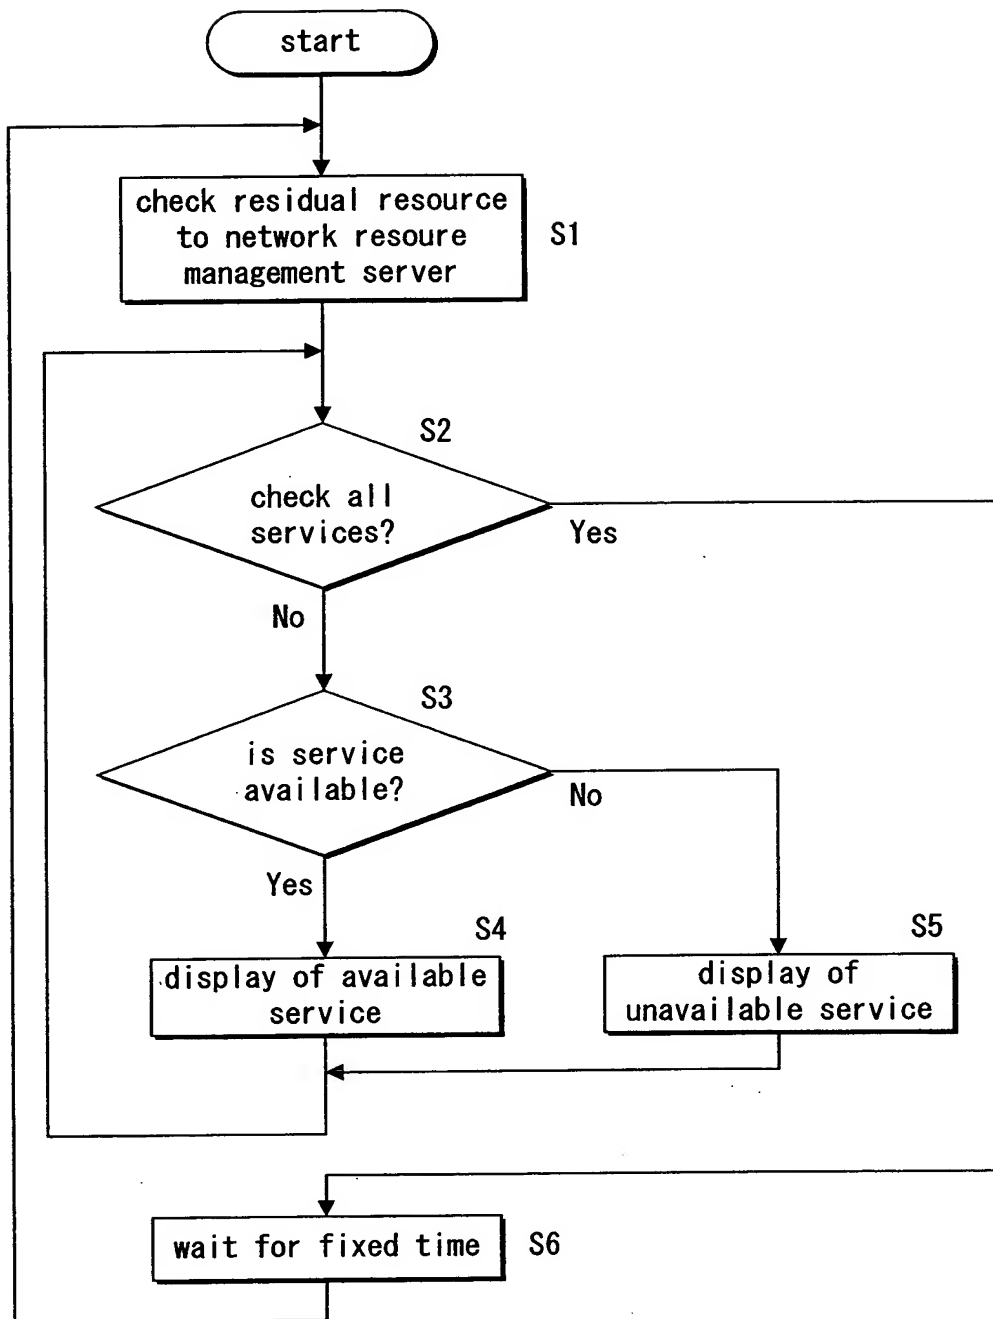 start
check residual resource
to network resoure
management server
S1
S2
check all
services?
Yes
No
S3
is service
available?
No
Yes
S4
S5
display of available
service
display of
unavailable service
wait for fixed time
S6